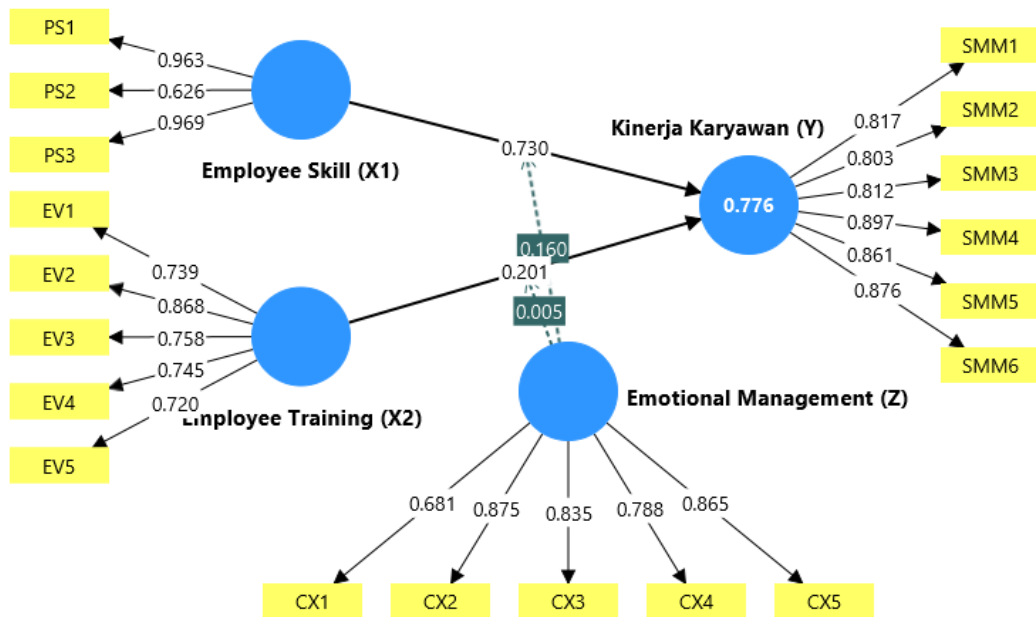 PS1
PS2
PS3
0.963
0.626
0.969
Employee Skill (X1)
EV1
EV2
EV3
EV4
EV5
0.739
0.868
0.758
0.745
0.720
Employee Training (X2)
0.730
0.160
0.201
0.005
Kinerja Karyawan (Y)
0.776
0.817
0.803
0.812
0.897
0.861
0.876
SMM1
SMM2
SMM3
SMM4
SMM5
SMM6
Emotional Management (Z)
0.681
0.875
0.835
0.788
0.865
CX1
CX2
CX3
CX4
CX5